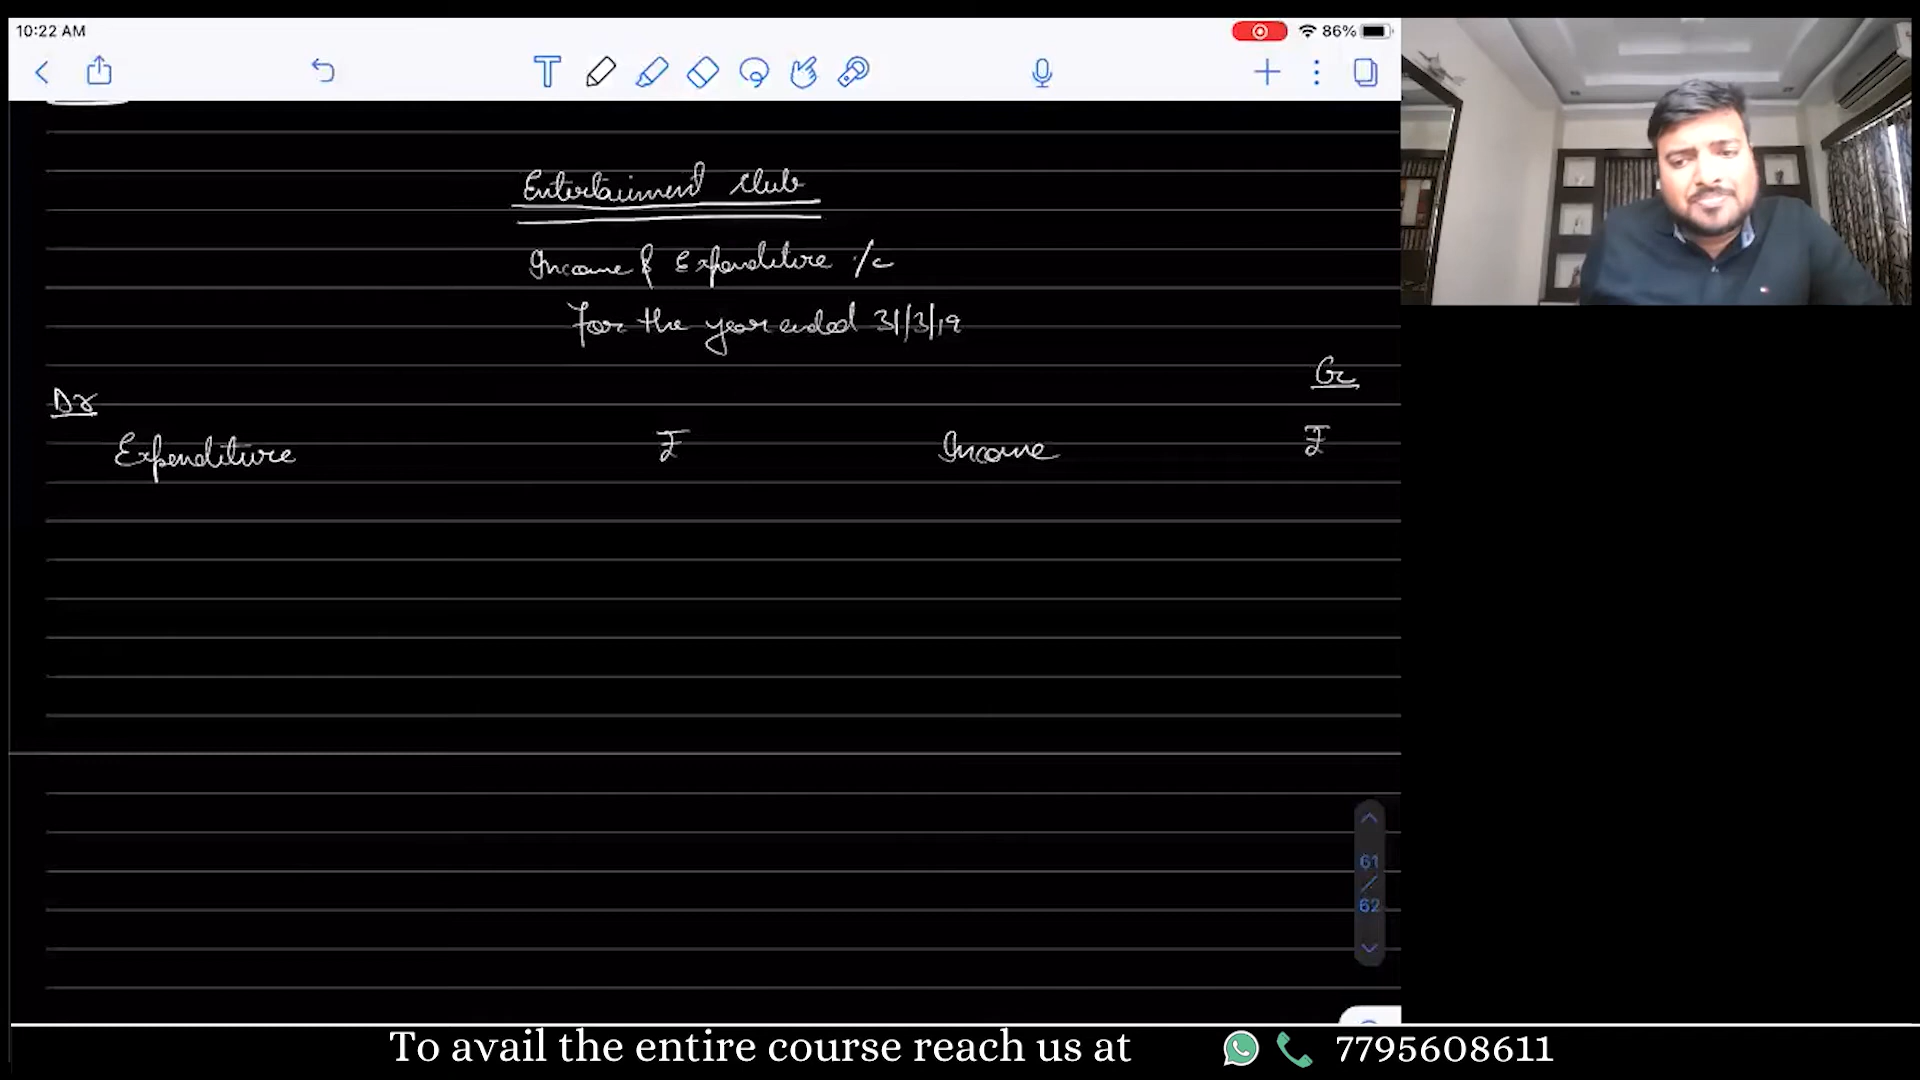 10:22 AM
86%
T
Entertaiment Club
Income & Expenditure A/c
for the year ended 31/3/19
Dr
Cr
Expenditure ₹ Income ₹
61
/
62
To avail the entire course reach us at 7795608611